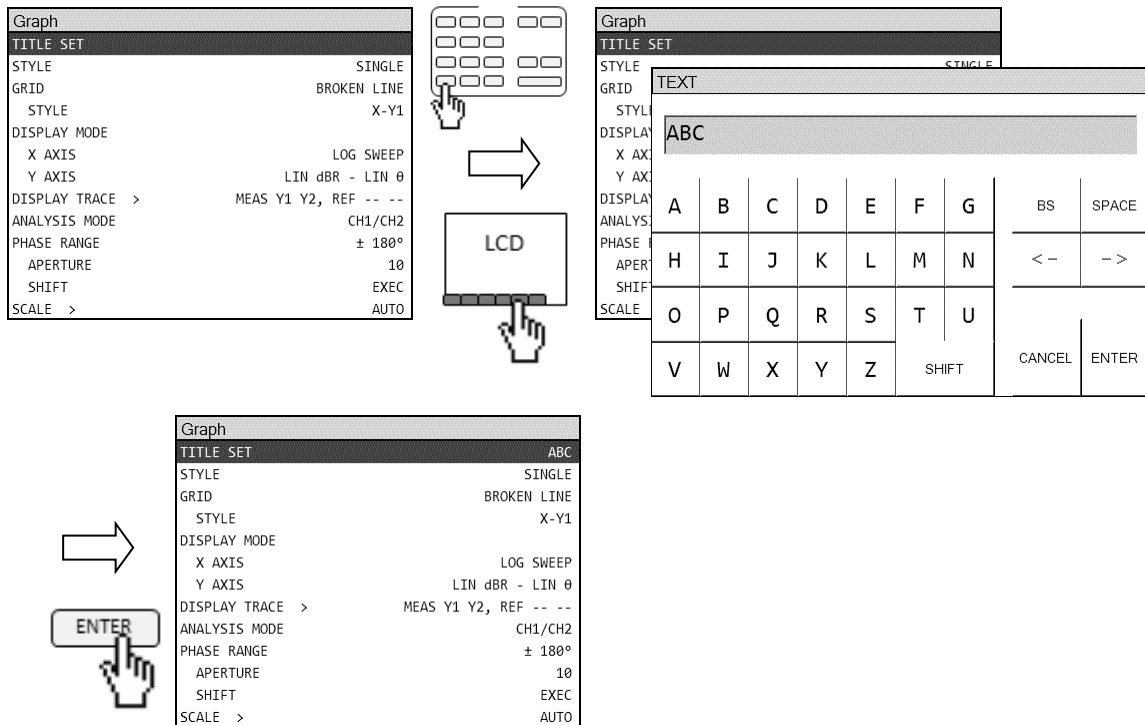 Graph
TITLE SET
STYLE SINGLE
GRID BROKEN LINE
STYLE X-Y1
DISPLAY MODE
X AXIS LOG SWEEP
Y AXIS LIN dBR - LIN θ
DISPLAY TRACE > MEAS Y1 Y2, REF -- --
ANALYSIS MODE CH1/CH2
PHASE RANGE ± 180°
APERTURE 10
SHIFT EXEC
SCALE > AUTO
LCD
Graph
TITLE SET
STYLE SINGLE
GRID
STYL
DISPLA
X AX
Y AX
DISPLA
ANALYS
PHASE
APER
SHIF
SCALE
TEXT
ABC
A B C D E F G BS SPACE
H I J K L M N <- ->
O P Q R S T U
V W X Y Z SHIFT CANCEL ENTER
ENTER
Graph
TITLE SET ABC
STYLE SINGLE
GRID BROKEN LINE
STYLE X-Y1
DISPLAY MODE
X AXIS LOG SWEEP
Y AXIS LIN dBR - LIN θ
DISPLAY TRACE > MEAS Y1 Y2, REF -- --
ANALYSIS MODE CH1/CH2
PHASE RANGE ± 180°
APERTURE 10
SHIFT EXEC
SCALE > AUTO